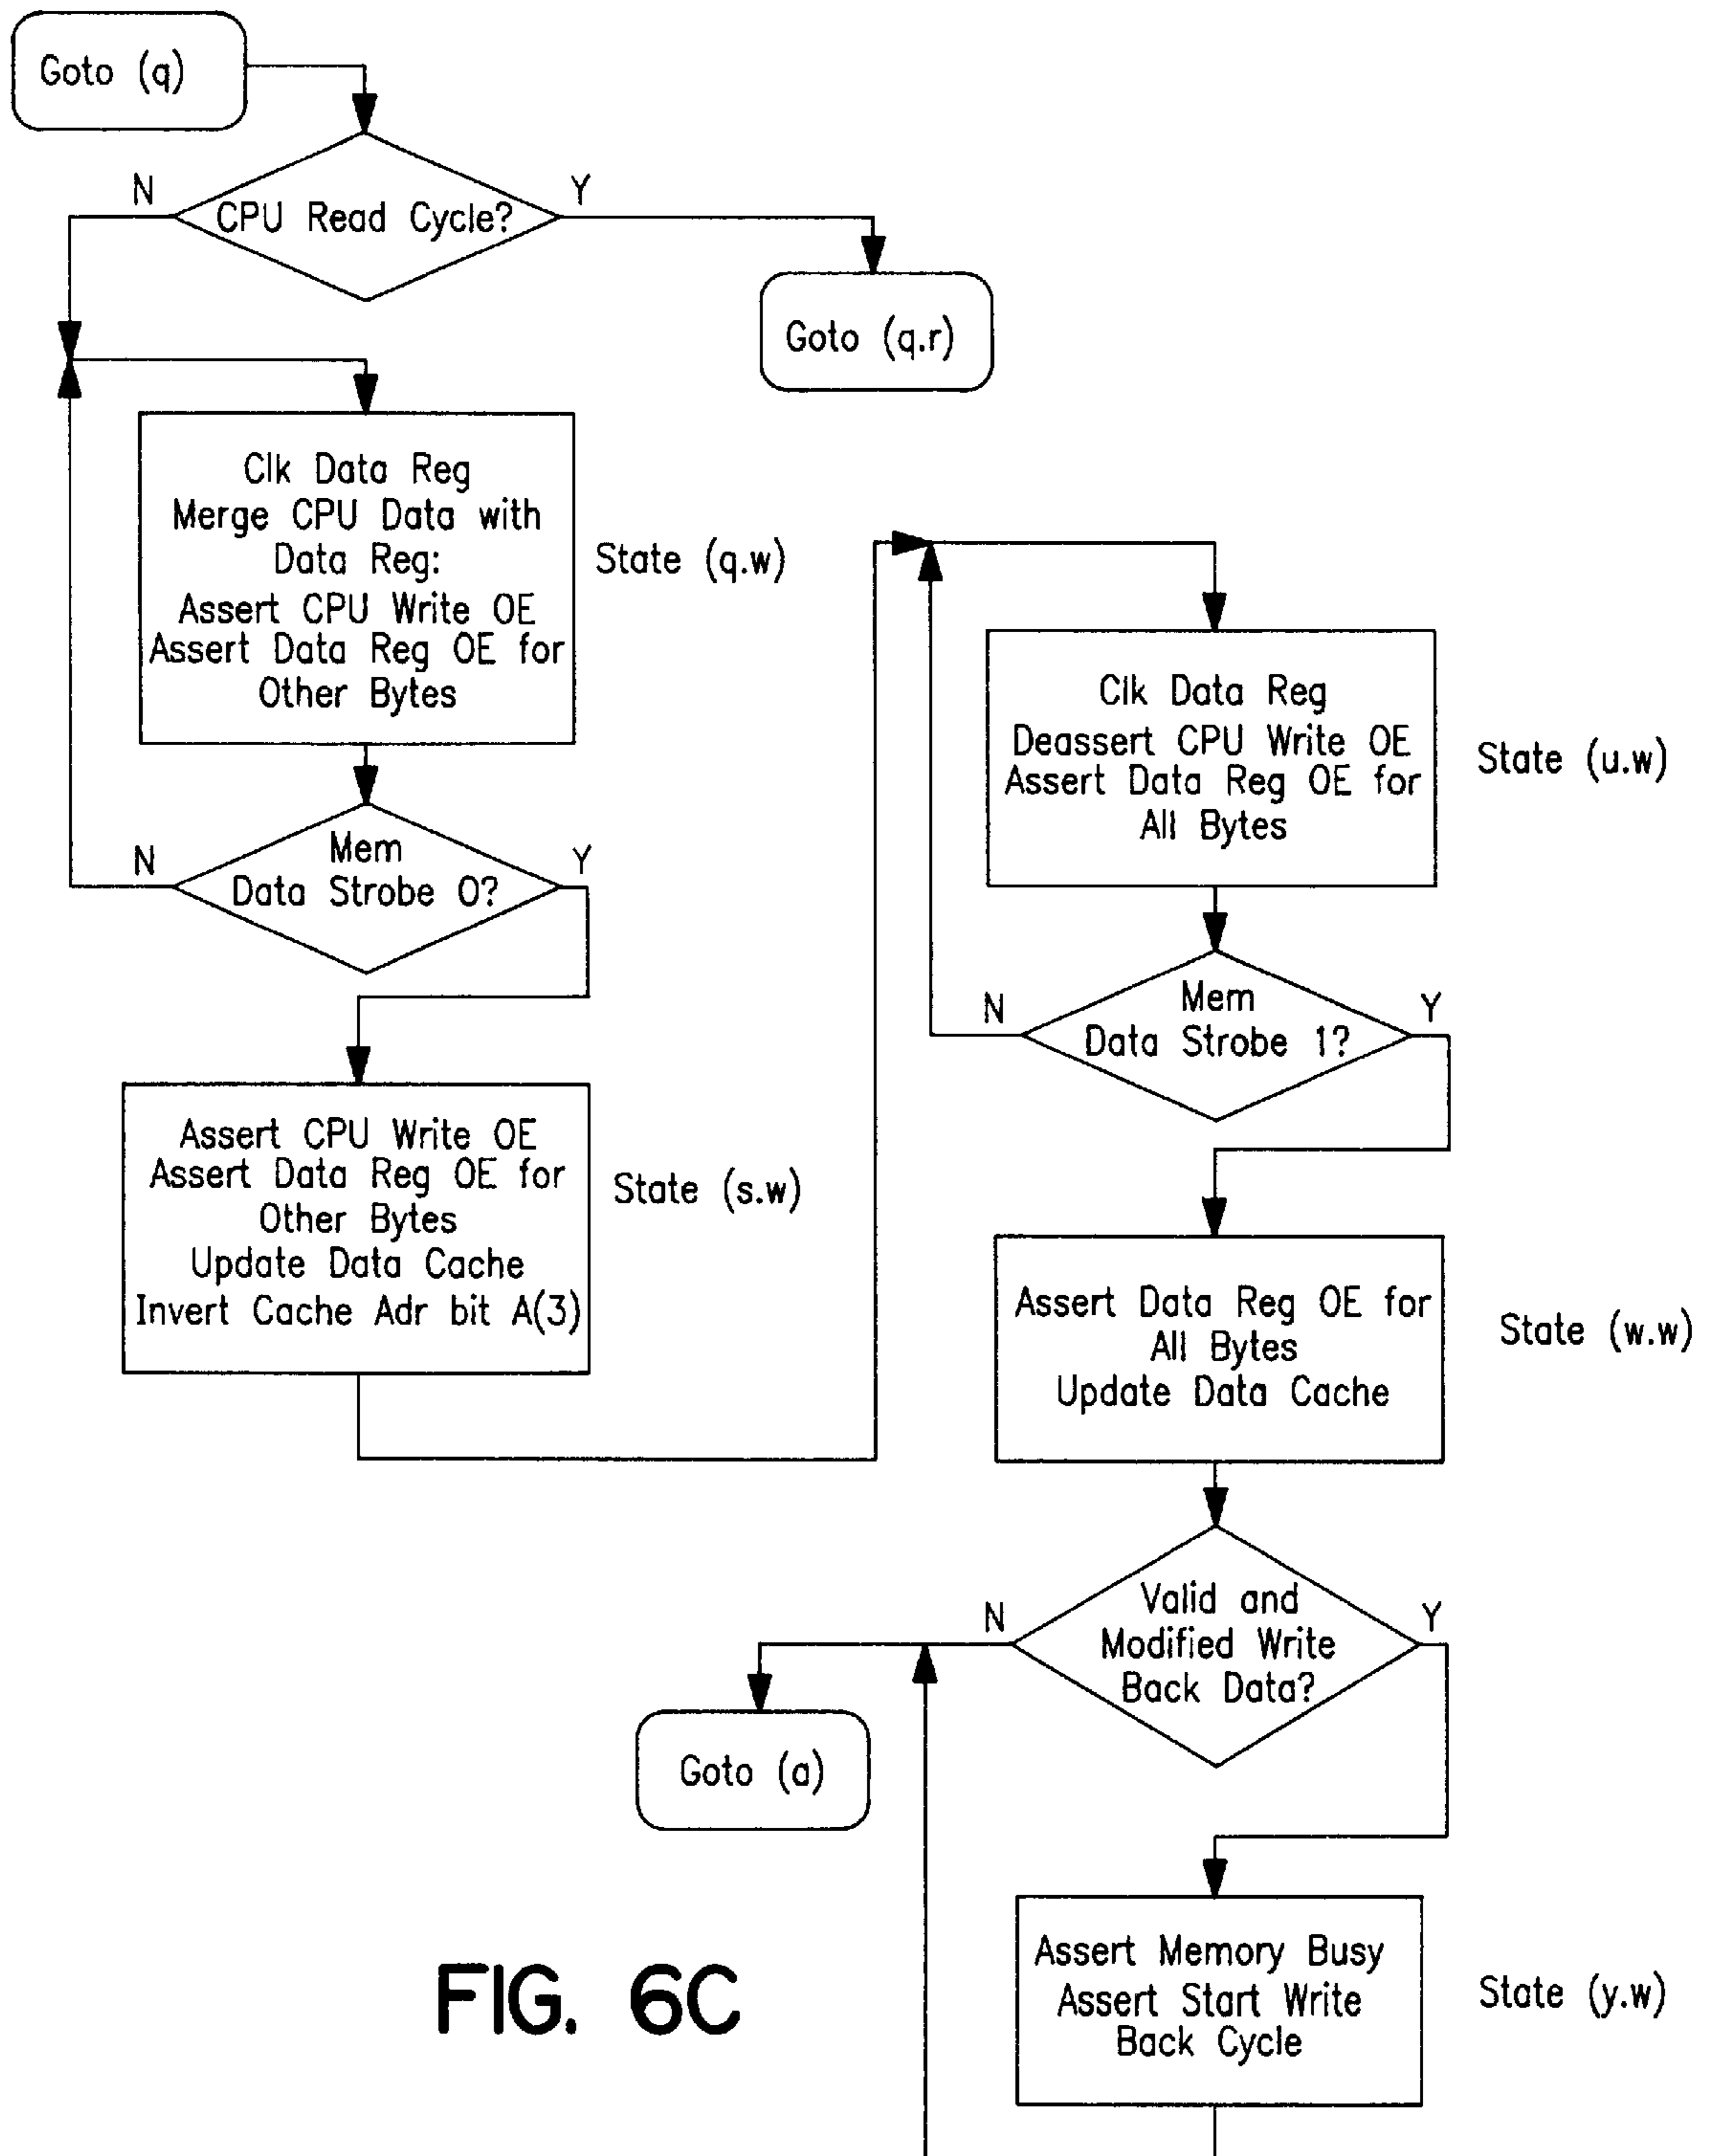 Goto (q)
N
Y
CPU Read Cycle?
Goto (q.r)
Clk Data Reg
Merge CPU Data with
Data Reg:
Assert CPU Write OE
Assert Data Reg OE for
Other Bytes
State (q.w)
N
Mem
Data Strobe 0?
Y
Assert CPU Write OE
Assert Data Reg OE for
Other Bytes
Update Data Cache
Invert Cache Adr bit A(3)
State (s.w)
Clk Data Reg
Deassert CPU Write OE
Assert Data Reg OE for
All Bytes
State (u.w)
N
Mem
Data Strobe 1?
Y
Assert Data Reg OE for
All Bytes
Update Data Cache
State (w.w)
N
Valid and
Modified Write
Back Data?
Y
Goto (a)
Assert Memory Busy
Assert Start Write
Back Cycle
State (y.w)
FIG. 6C